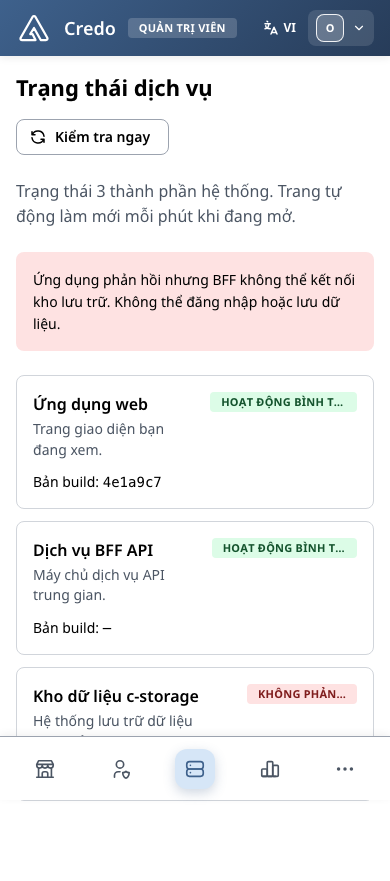 Credo
QUẢN TRỊ VIÊN
VI
O
Trạng thái dịch vụ
Kiểm tra ngay
Trạng thái 3 thành phần hệ thống. Trang tự
động làm mới mỗi phút khi đang mở.
Ứng dụng phản hồi nhưng BFF không thể kết nối
kho lưu trữ. Không thể đăng nhập hoặc lưu dữ
liệu.
Ứng dụng web
HOẠT ĐỘNG BÌNH T...
Trang giao diện bạn
đang xem.
Bản build: 4e1a9c7
Dịch vụ BFF API
HOẠT ĐỘNG BÌNH T...
Máy chủ dịch vụ API
trung gian.
Bản build: —
Kho dữ liệu c-storage
KHÔNG PHẢN...
Hệ thống lưu trữ dữ liệu